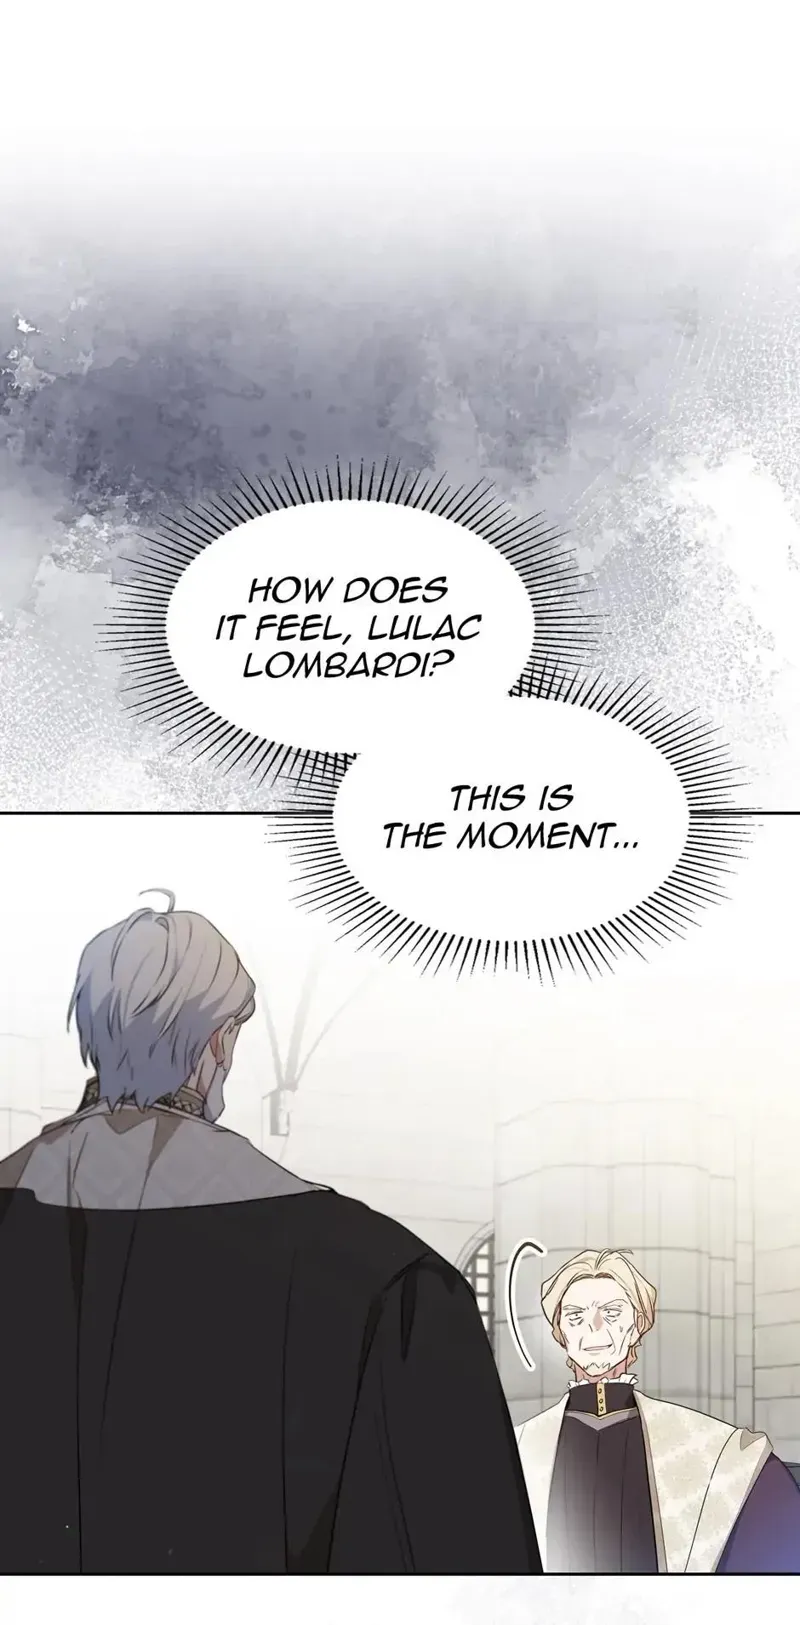 HOW DOES
IT FEEL, LULAC
LOMBARDI?
THIS IS
THE MOMENT...